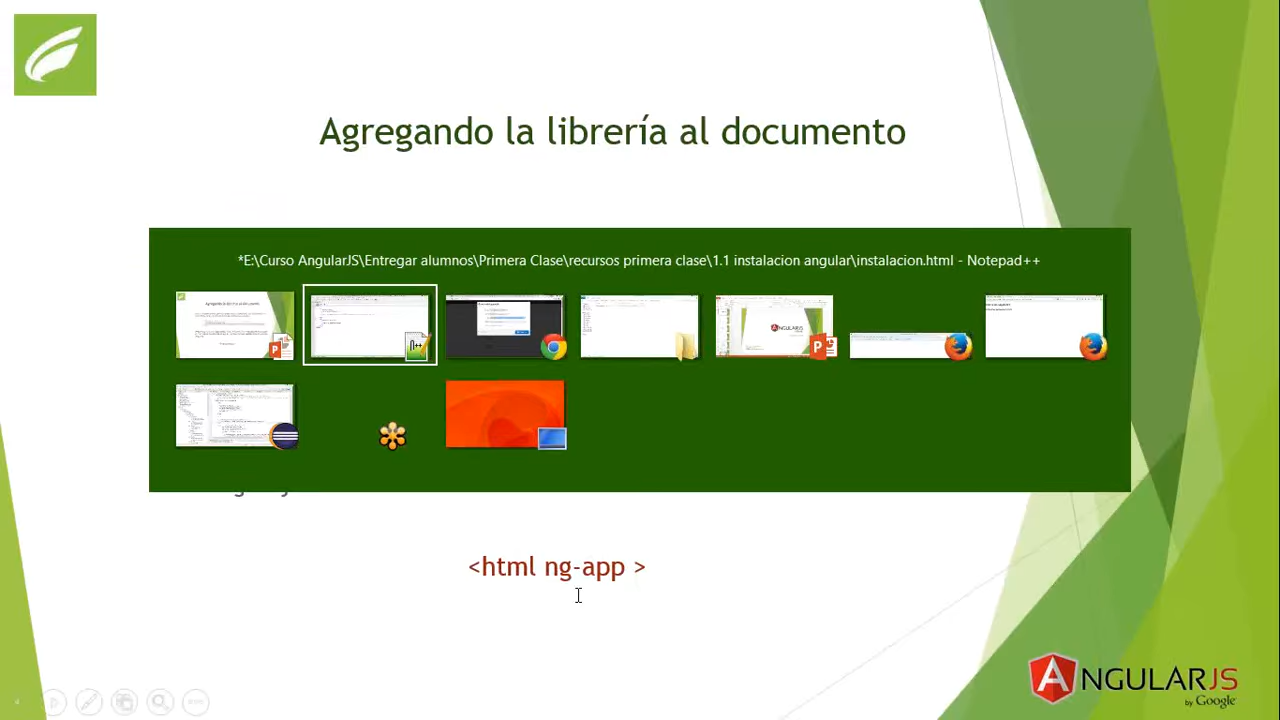 Agregando la librería al documento
*E:\Curso AngularJS\Entregar alumnos\Primera Clase\recursos primera clase\1.1 instalacion angular\instalacion.html - Notepad++
<html ng-app >
ANGULARJS
by Google